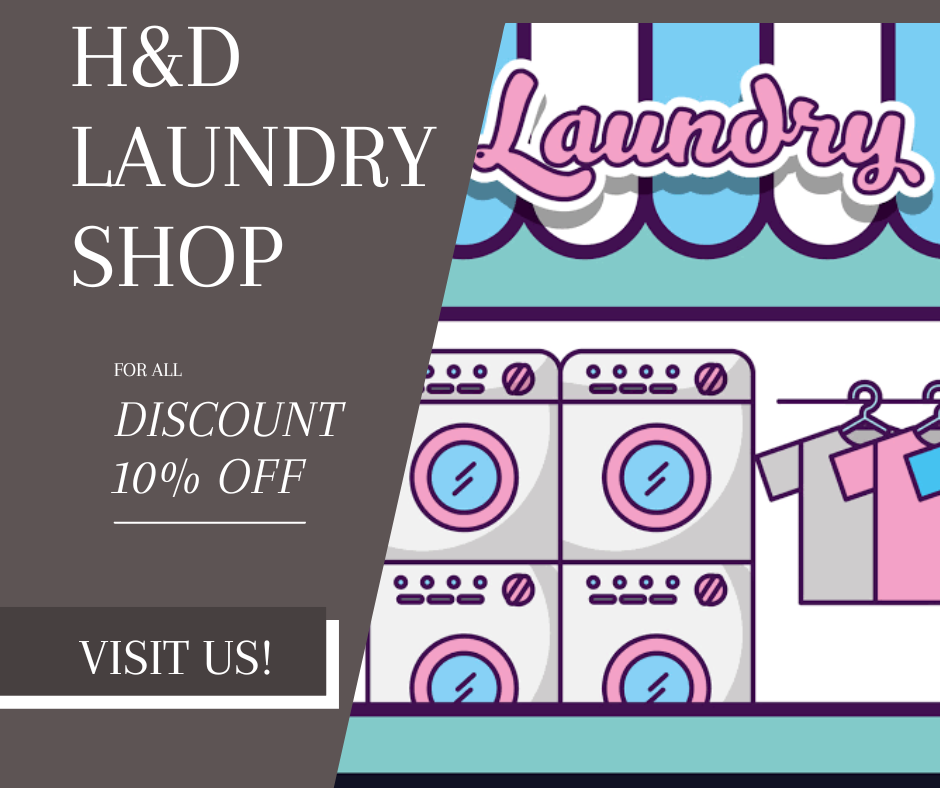 H&D
LAUNDRY
SHOP
FOR ALL
DISCOUNT
10% OFF
VISIT US!
Laundry